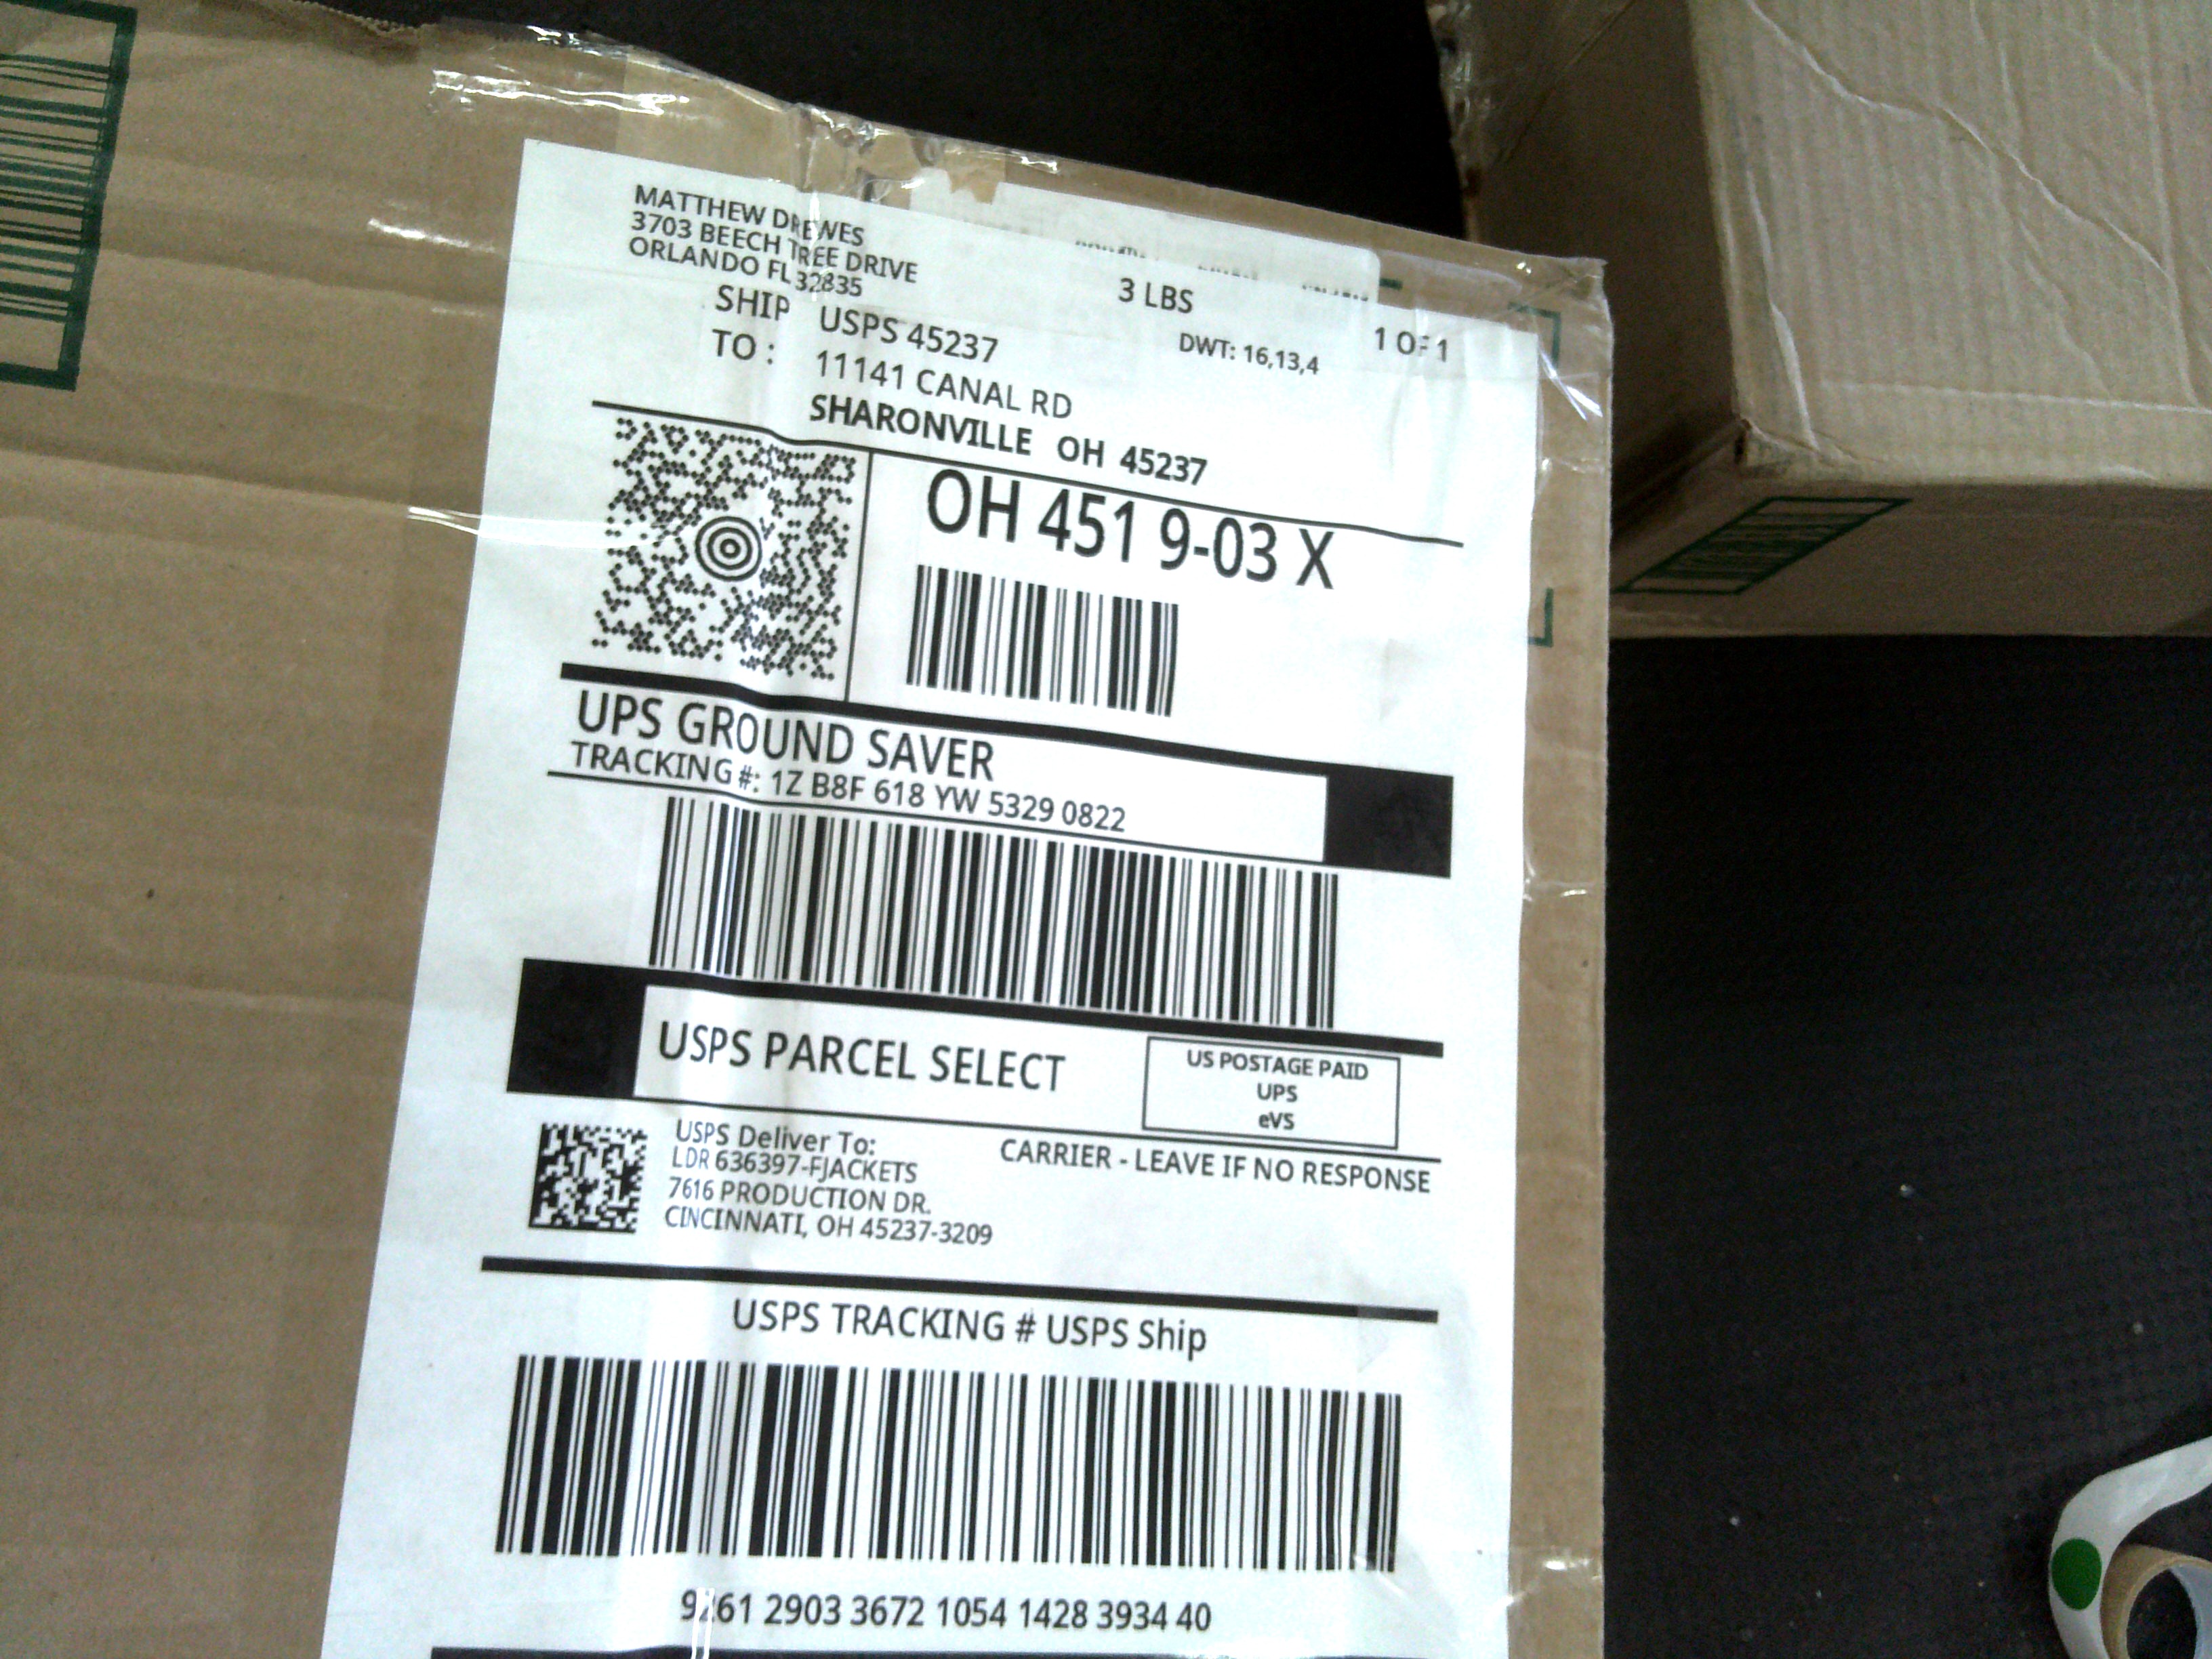 MATTHEW DREWES
3703 BEECH TREE DRIVE
ORLANDO FL 32835
3 LBS
1 OF 1
DWT: 16,13,4
SHIP TO:
USPS 45237
11141 CANAL RD
SHARONVILLE OH 45237
OH 451 9-03 X
UPS GROUND SAVER
TRACKING #: 1Z B8F 618 YW 5329 0822
USPS PARCEL SELECT
US POSTAGE PAID
UPS
eVS
CARRIER - LEAVE IF NO RESPONSE
USPS Deliver To:
LDR 636397-FJACKETS
7616 PRODUCTION DR.
CINCINNATI, OH 45237-3209
USPS TRACKING # USPS Ship
9261 2903 3672 1054 1428 3934 40